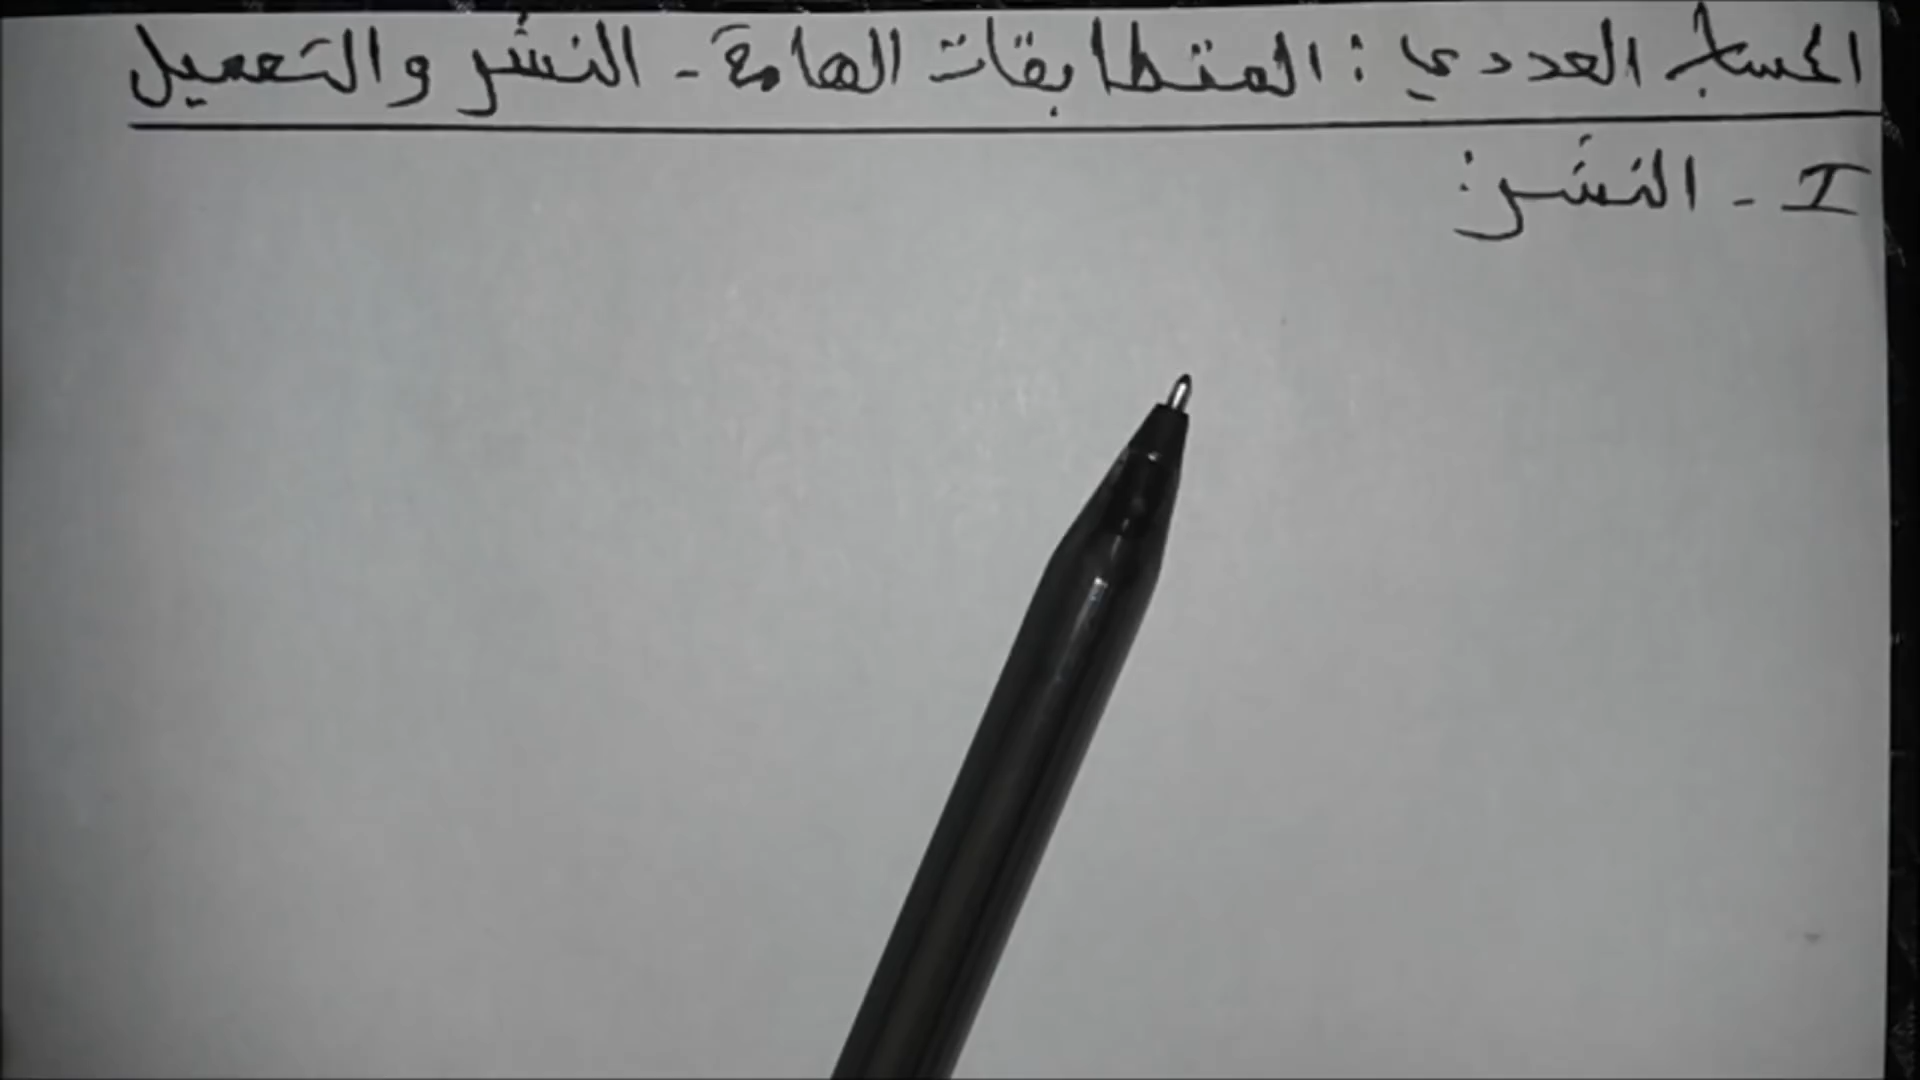 الحساب العددي : المتطابقات الهامة - النشر والتعميل
I - النشر :